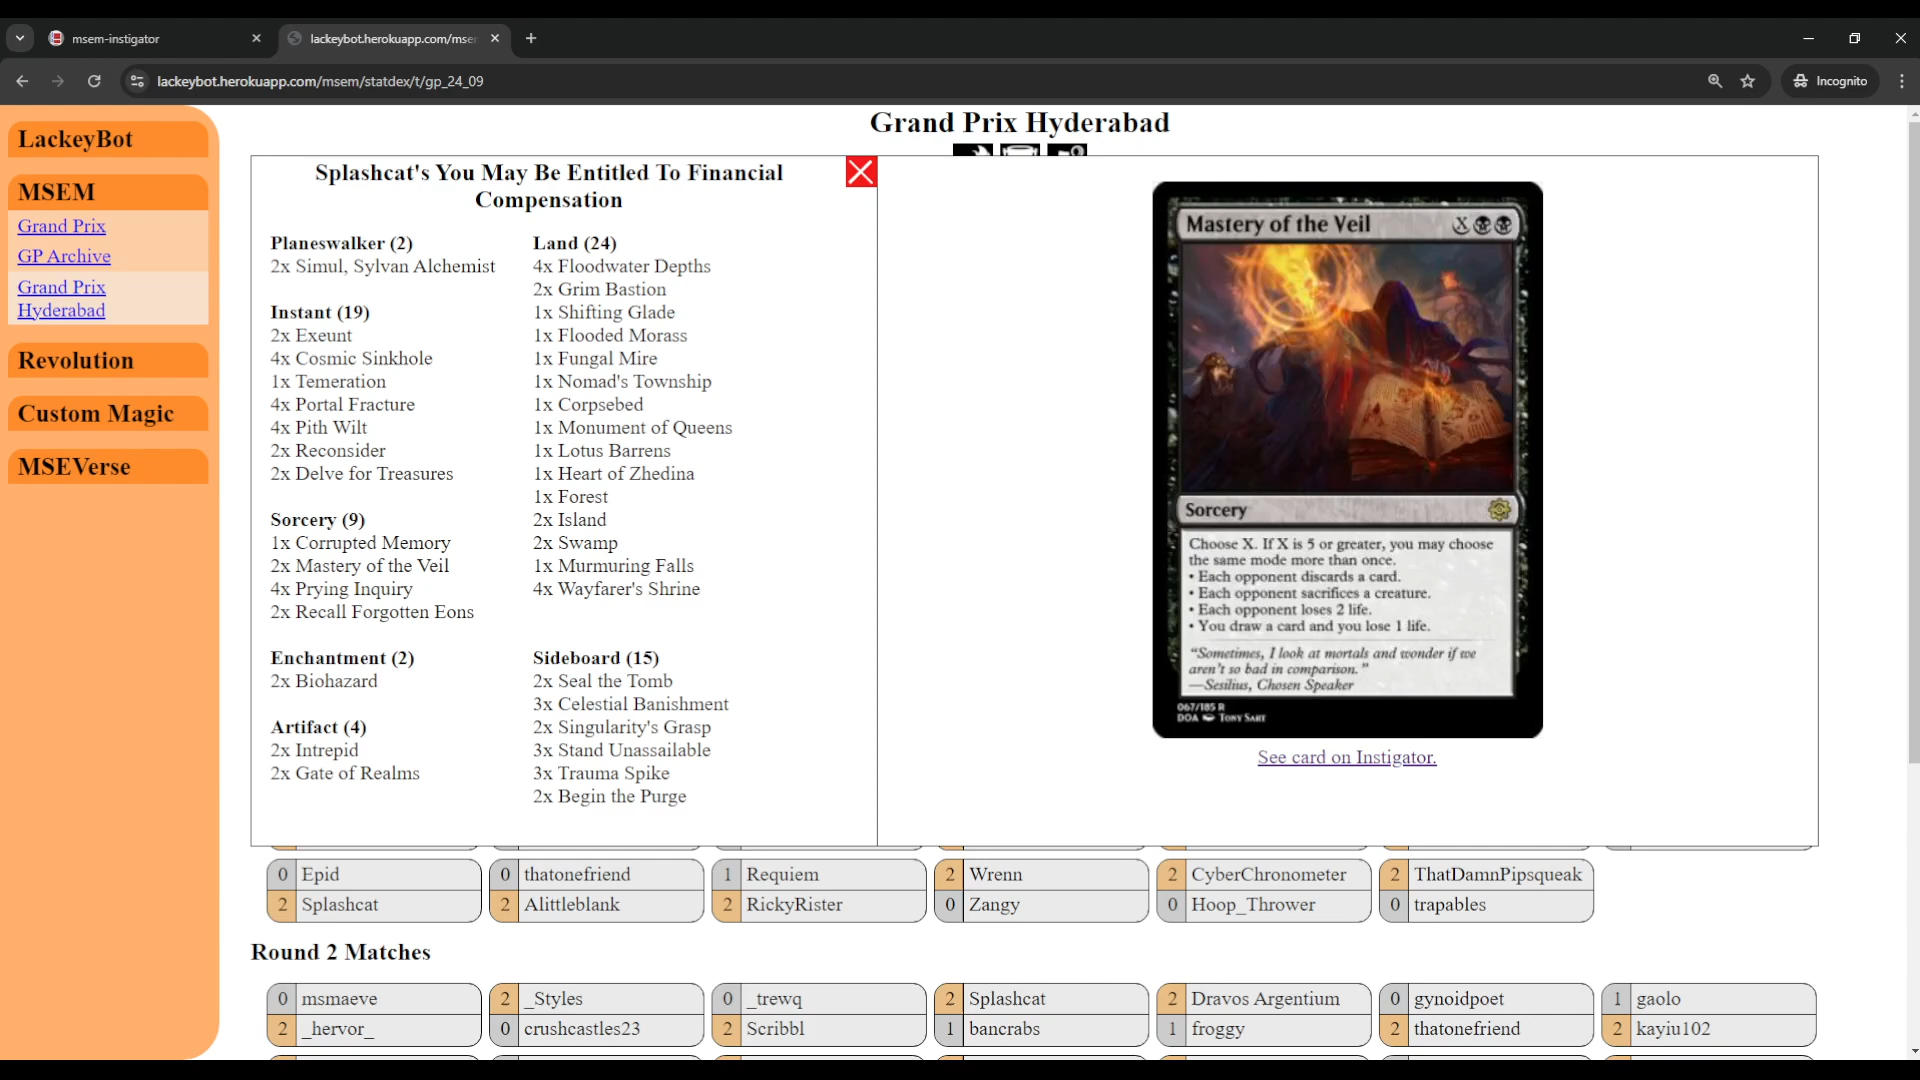 msem-instigator
lackeybot.herokuapp.com/mse
lackeybot.herokuapp.com/msem/statdex/t/gp_24_09
Incognito
LackeyBot
MSEM
Grand Prix
GP Archive
Grand Prix
Hyderabad
Revolution
Custom Magic
MSEVerse
Grand Prix Hyderabad
Splashcat's You May Be Entitled To Financial
Compensation
Planeswalker (2)
2x Simul, Sylvan Alchemist
Instant (19)
2x Exeunt
4x Cosmic Sinkhole
1x Temeration
4x Portal Fracture
4x Pith Wilt
2x Reconsider
2x Delve for Treasures
Sorcery (9)
1x Corrupted Memory
2x Mastery of the Veil
4x Prying Inquiry
2x Recall Forgotten Eons
Enchantment (2)
2x Biohazard
Artifact (4)
2x Intrepid
2x Gate of Realms
Land (24)
4x Floodwater Depths
2x Grim Bastion
1x Shifting Glade
1x Flooded Morass
1x Fungal Mire
1x Nomad's Township
1x Corpsebed
1x Monument of Queens
1x Lotus Barrens
1x Heart of Zhedina
1x Forest
2x Island
2x Swamp
1x Murmuring Falls
4x Wayfarer's Shrine
Sideboard (15)
2x Seal the Tomb
3x Celestial Banishment
2x Singularity's Grasp
3x Stand Unassailable
3x Trauma Spike
2x Begin the Purge
Mastery of the Veil X
Sorcery
Choose X. If X is 5 or greater, you may choose
the same mode more than once.
• Each opponent discards a card.
• Each opponent sacrifices a creature.
• Each opponent loses 2 life.
• You draw a card and you lose 1 life.
"Sometimes, I look at mortals and wonder if we
aren't so bad in comparison."
—Sesilius, Chosen Speaker
067/185 R
DOA Tony Sart
See card on Instigator.
0 Epid
2 Splashcat
0 thatonefriend
2 Alittleblank
1 Requiem
2 RickyRister
2 Wrenn
0 Zangy
2 CyberChronometer
0 Hoop_Thrower
2 ThatDamnPipsqueak
0 trapables
Round 2 Matches
0 msmaeve
2 _hervor_
2 _Styles
0 crushcastles23
0 _trewq
2 Scribbl
2 Splashcat
1 bancrabs
2 Dravos Argentium
1 froggy
0 gynoidpoet
2 thatonefriend
1 gaolo
2 kayiu102